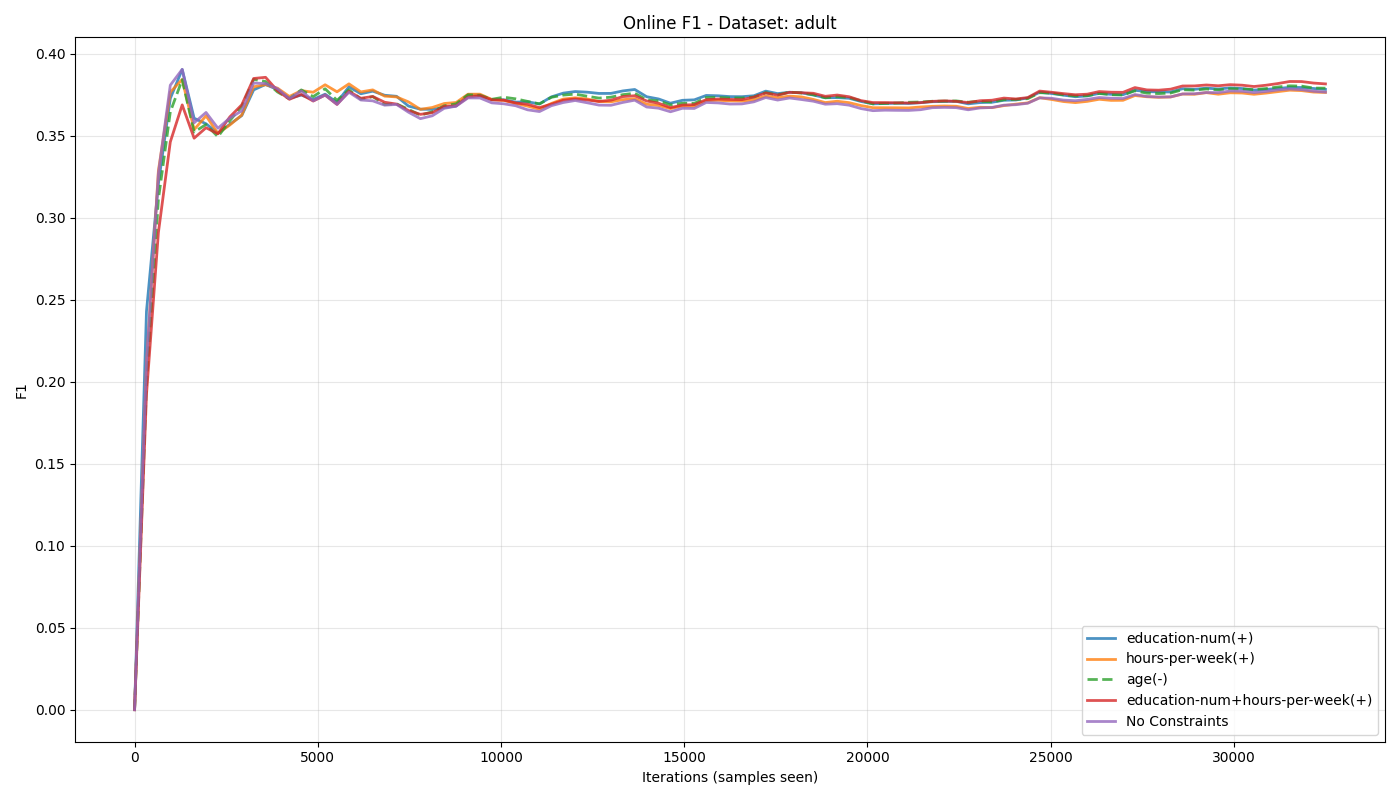 Online F1 - Dataset: adult
0.40
0.35
0.30
0.25
0.20
0.15
0.10
0.05
0.00
F1
0
5000
10000
15000
20000
25000
30000
Iterations (samples seen)
education-num(+)
hours-per-week(+)
age(-)
education-num+hours-per-week(+)
No Constraints